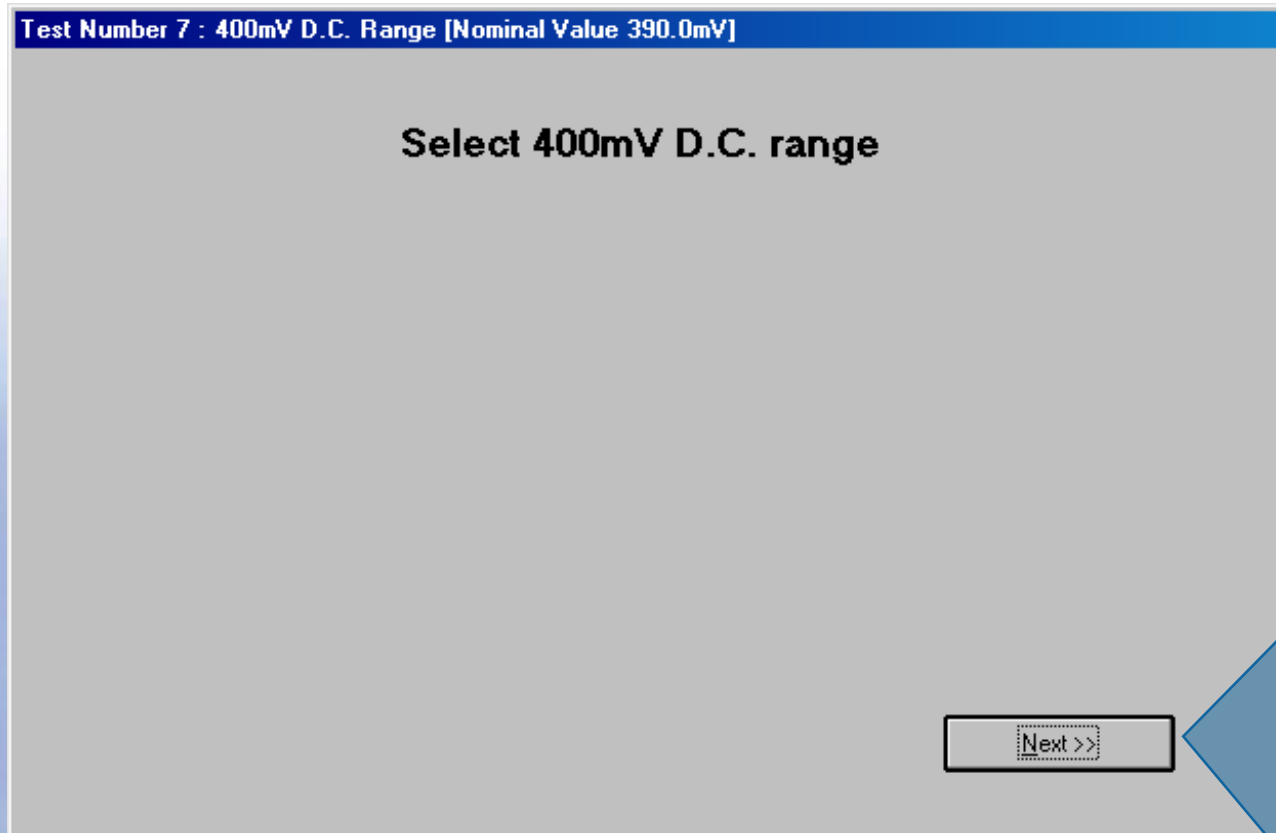 Test Number 7 : 400mV D.C. Range [Nominal Value 390.0mV]
Select 400mV D.C. range
Next >>